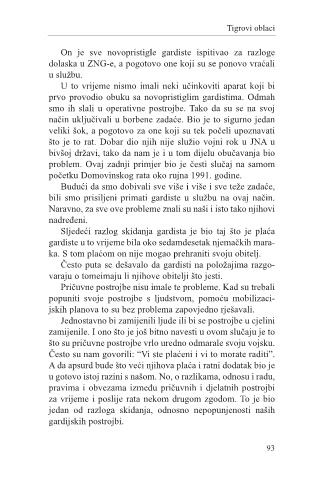 Tigrovi oblaci
On je sve novopristigle gardiste ispitivao za razloge
dolaska u ZNG-e, a pogotovo one koji su se ponovo vraćali
u službu.
U to vrijeme nismo imali neki učinkoviti aparat koji bi
prvo provodio obuku sa novopristiglim gardistima. Odmah
smo ih slali u operativne postrojbe. Tako da su se na svoj
način uključivali u borbene zadaće. Bio je to sigurno jedan
veliki šok, a pogotovo za one koji su tek počeli upoznavati
što je to rat. Dobar dio njih nije služio vojni rok u JNA u
bivšoj državi, tako da nam je i u tom dijelu obučavanja bio
problem. Ovaj zadnji primjer bio je česti slučaj na samom
početku Domovinskog rata oko rujna 1991. godine.
Budući da smo dobivali sve više i više i sve teže zadaće,
bili smo prisiljeni primati gardiste u službu na ovaj način.
Naravno, za sve ove probleme znali su naši i isto tako njihovi
nadređeni.
Sljedeći razlog skidanja gardista je bio taj što je plaća
gardiste u to vrijeme bila oko sedamdesetak njemačkih mara-
ka. S tom plaćom on nije mogao prehraniti svoju obitelj.
Često puta se dešavalo da gardisti na položajima razgo-
varaju o tome imaju li njihove obitelji što jesti.
Pričuvne postrojbe nisu imale te probleme. Kad su trebali
popuniti svoje postrojbe s ljudstvom, pomoću mobilizaci-
jskih planova to su bez problema zapovjedno rješavali.
Jednostavno bi zamijenili ljude ili bi se postrojbe u cjelini
zamijenile. I ono što je još bitno navesti u ovom slučaju je to
što su pričuvne postrojbe vrlo uredno odmarale svoju vojsku.
Često su nam govorili: “Vi ste plaćeni i vi to morate raditi”.
A da apsurd bude što veći njihova plaća i ratni dodatak bio je
u gotovo istoj razini s našom. No, o razlikama, odnosu i radu,
pravima i obvezama između pričuvnih i djelatnih postrojbi
za vrijeme i poslije rata nekom drugom zgodom. To je bio
jedan od razloga skidanja, odnosno nepopunjenosti naših
gardijskih postrojbi.
93